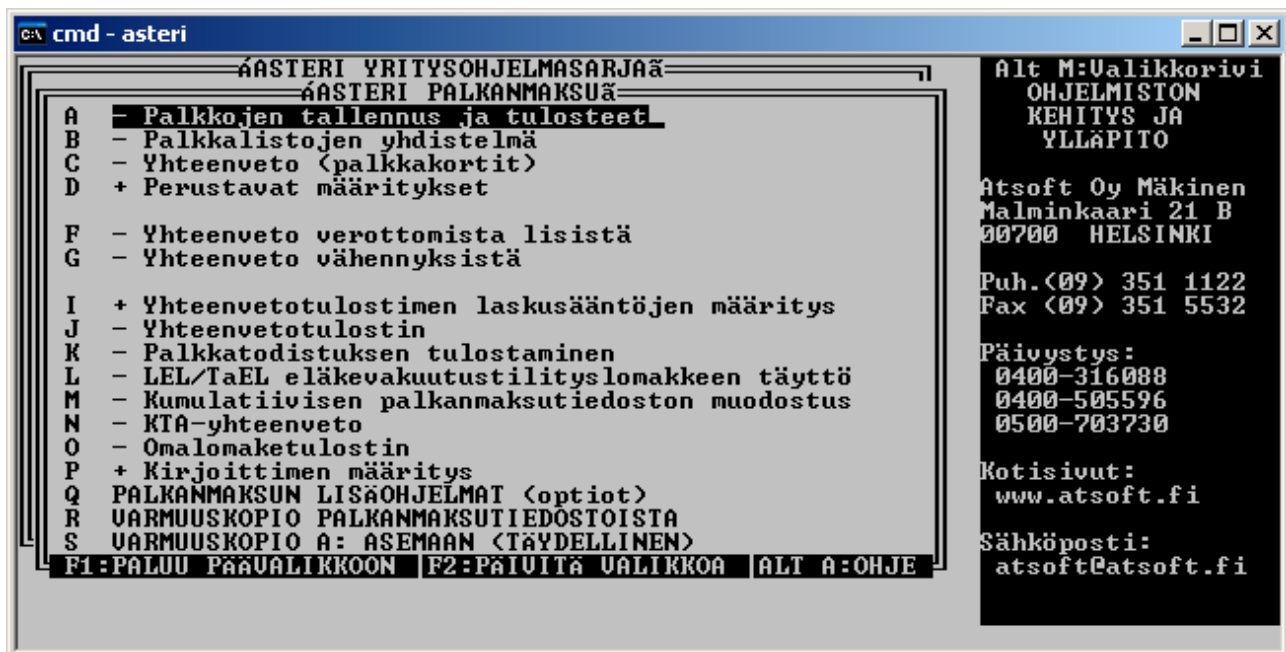 cmd - asteri
áASTERI YRITYSOHJELMASARJAã
áASTERI PALKANMAKSUã
A - Palkkojen tallennus ja tulosteet
B - Palkkalistojen yhdistelmä
C - Yhteenveto (palkkakortit)
D + Perustavat määritykset
F - Yhteenveto verottomista lisistä
G - Yhteenveto vähennyksistä
I + Yhteenvetotulostimen laskusääntöjen määritys
J - Yhteenvetotulostin
K - Palkkatodistuksen tulostaminen
L - LEL/TaEL eläkevakuutustilityslomakkeen täyttö
M - Kumulatiivisen palkanmaksutiedoston muodostus
N - KTA-yhteenveto
O - Omalomaketulostin
P + Kirjoittimen määritys
Q PALKANMAKSUN LISÄOHJELMAT (optiot)
R VARMUUSKOPIO PALKANMAKSUTIEDOSTOISTA
S VARMUUSKOPIO A: ASEMAAN (TÄYDELLINEN)
F1:PALUU PÄÄVALIKKOON F2:PÄIVITÄ VALIKKOA ALT A:OHJE
Alt M:Valikkorivi
OHJELMISTON
KEHITYS JA
YLLÄPITO
Atsoft Oy Mäkinen
Malminkaari 21 B
00700 HELSINKI
Puh.(09) 351 1122
Fax (09) 351 5532
Päivystys:
0400-316088
0400-505596
0500-703730
Kotisivut:
www.atsoft.fi
Sähköposti:
atsoft@atsoft.fi